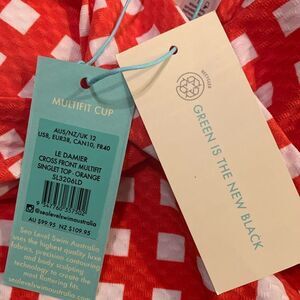 MULTIFIT CUP
AUS/NZ/UK 12
US8, EUR38, CAN10, FR40
LE DAMIER
CROSS FRONT MULTIFIT
SINGLET TOP - ORANGE
SL3206LD
@sealevelswimaustralia
AU $99.95 NZ $109.95
Sea Level Swim Australia
uses the highest quality luxe
fabrics, precision contouring
and body sculpting
technology to create the
most flattering fits.
RECYCLED
GREEN IS THE NEW BLACK